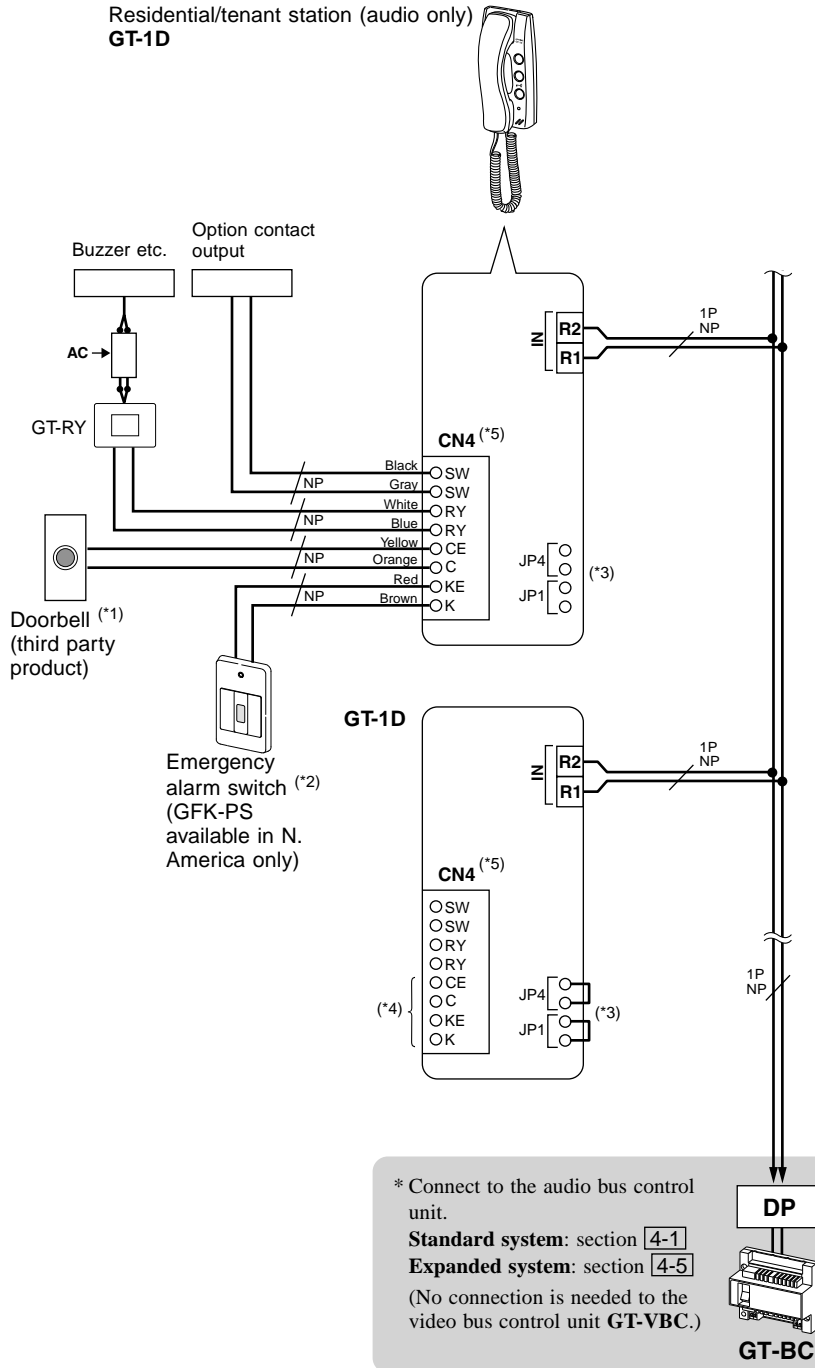 Residential/tenant station (audio only)
GT-1D
Buzzer etc.
Option contact
output
AC
GT-RY
IN
R2
R1
1P
NP
CN4 (*5)
Black
SW
NP
Gray
SW
White
RY
NP
Blue
RY
Yellow
CE
NP
Orange
C
Red
KE
NP
Brown
K
JP4
JP1
(*3)
Doorbell (*1)
(third party
product)
Emergency
alarm switch (*2)
(GFK-PS
available in N.
America only)
GT-1D
IN
R2
R1
1P
NP
CN4 (*5)
SW
SW
RY
RY
CE
C
KE
K
(*4)
JP4
JP1
(*3)
1P
NP
* Connect to the audio bus control
unit.
Standard system: section 4-1
Expanded system: section 4-5
(No connection is needed to the
video bus control unit GT-VBC.)
DP
GT-BC